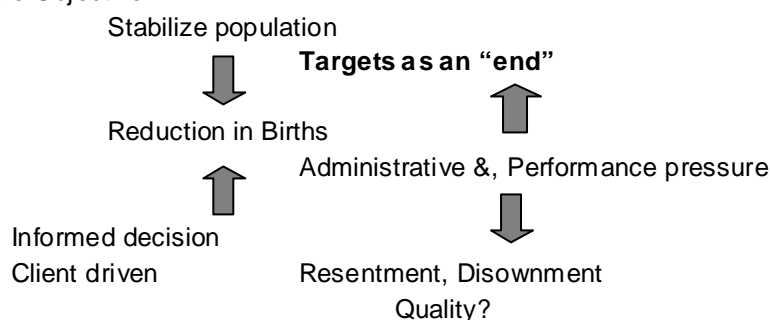 Stabilize population
Targets as an “end”
Reduction in Births
Administrative &, Performance pressure
Informed decision
Client driven
Resentment, Disownment
Quality?